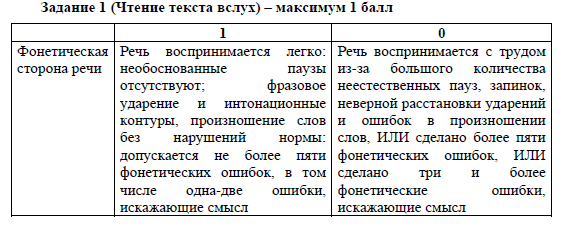 Задание 1 (Чтение текста вслух) – максимум 1 балл
1
0
Фонетическая
сторона речи
Речь воспринимается легко:
необоснованные паузы
отсутствуют; фразовое
ударение и интонационные
контуры, произношение слов
без нарушений нормы:
допускается не более пяти
фонетических ошибок, в том
числе одна-две ошибки,
искажающие смысл
Речь воспринимается с трудом
из-за большого количества
неестественных пауз, запинок,
неверной расстановки ударений
и ошибок в произношении
слов, ИЛИ сделано более пяти
фонетических ошибок, ИЛИ
сделано три и более
фонетические ошибки,
искажающие смысл